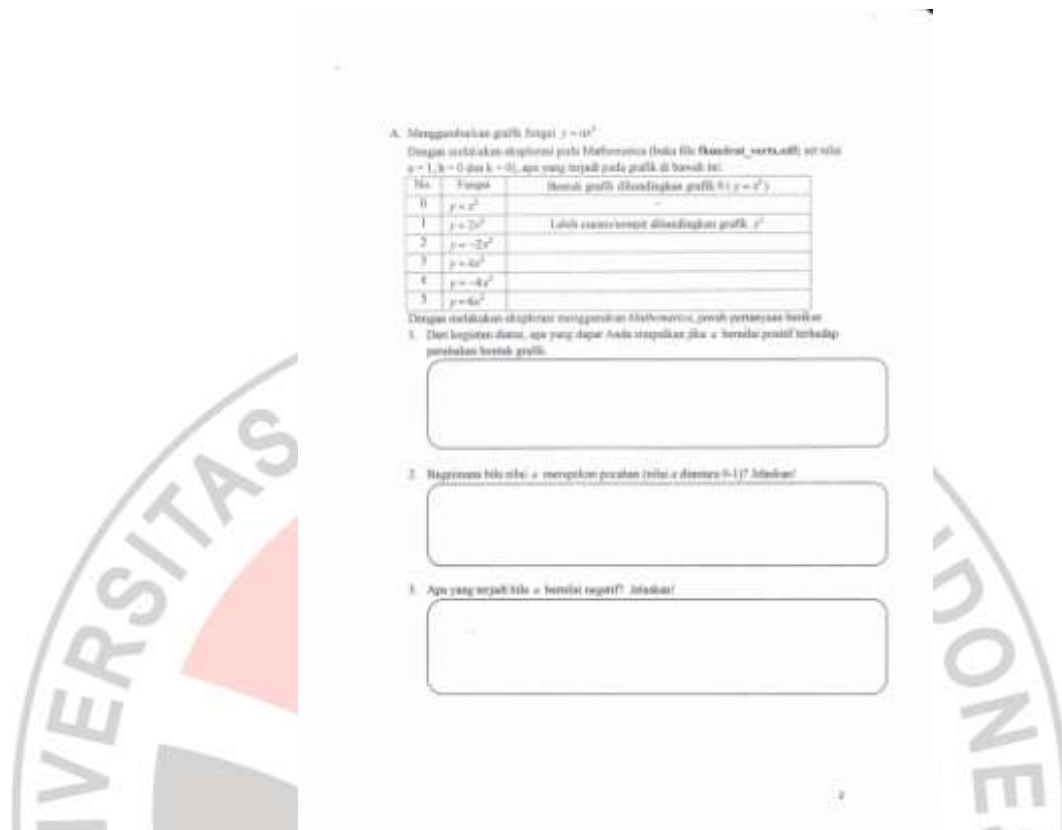 A. Menggambarkan grafik fungsi y = ax²
Dengan melakukan eksplorasi pada Mathematica (buka file fkuadrat_vertx.cdf; set nilai
a = 1, h = 0 dan k = 0), apa yang terjadi pada grafik di bawah ini:
No. Fungsi Bentuk grafik dibandingkan grafik 0 ( y = x² )
0 y = x² -
1 y = 2x² Lebih dibandingkan grafik x²
2 y = -2x²
3 y = 4x²
4 y = -4x²
5 y = 6x²
Dengan melakukan eksplorasi menggunakan Mathematica, jawab pertanyaan berikut
1. Dari kegiatan diatas, apa yang dapat Anda simpulkan jika a bernilai positif terhadap
perubahan bentuk grafik.
2. Bagaimana bila nilai a merupakan pecahan (nilai a diantara 0-1)? Jelaskan!
3. Apa yang terjadi bila a bernilai negatif? Jelaskan!
2
VERSITAS
NDONE